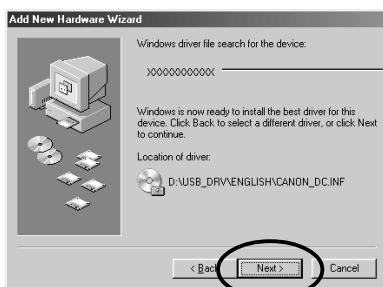 Add New Hardware Wizard
Windows driver file search for the device:
XXXXXXXXXXX
Windows is now ready to install the best driver for this
device. Click Back to select a different driver, or click Next
to continue.
Location of driver:
D:\USB_DRV\ENGLISH\CANON_DC.INF
< Back Next > Cancel